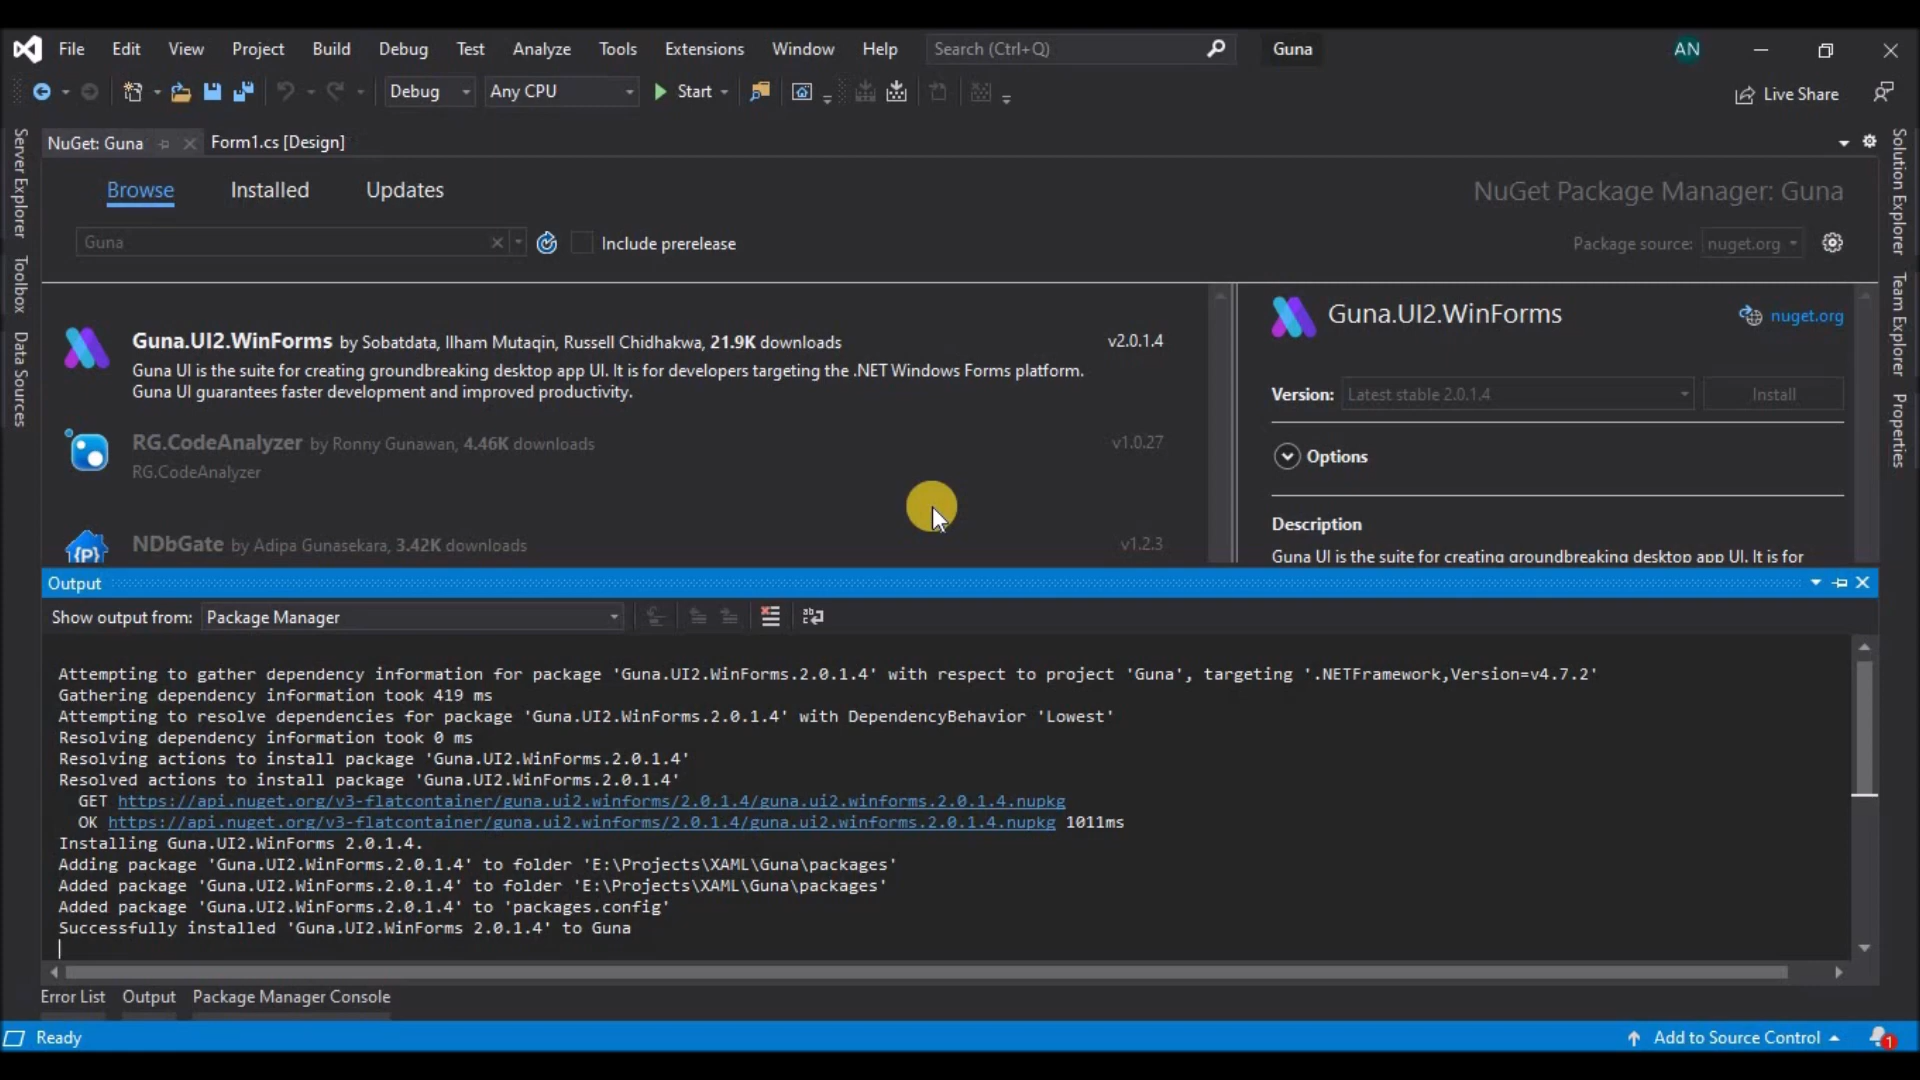 File Edit View Project Build Debug Test Analyze Tools Extensions Window Help Search (Ctrl+Q) Guna AN
Debug Any CPU Start Live Share
NuGet: Guna Form1.cs [Design]
Server Explorer
Toolbox
Data Sources
Browse Installed Updates NuGet Package Manager: Guna
Guna Include prerelease Package source: nuget.org
Guna.UI2.WinForms by Sobatdata, Ilham Mutaqin, Russell Chidhakwa, 21.9K downloads v2.0.1.4
Guna UI is the suite for creating groundbreaking desktop app UI. It is for developers targeting the .NET Windows Forms platform.
Guna UI guarantees faster development and improved productivity.
RG.CodeAnalyzer by Ronny Gunawan, 4.46K downloads v1.0.27
RG.CodeAnalyzer
{P}
NDbGate by Adipa Gunasekara, 3.42K downloads v1.2.3
Guna.UI2.WinForms nuget.org
Version: Latest stable 2.0.1.4 Install
Options
Description
Guna UI is the suite for creating groundbreaking desktop app UI. It is for
Solution Explorer
Team Explorer
Properties
Output
Show output from: Package Manager
Attempting to gather dependency information for package 'Guna.UI2.WinForms.2.0.1.4' with respect to project 'Guna', targeting '.NETFramework,Version=v4.7.2'
Gathering dependency information took 419 ms
Attempting to resolve dependencies for package 'Guna.UI2.WinForms.2.0.1.4' with DependencyBehavior 'Lowest'
Resolving dependency information took 0 ms
Resolving actions to install package 'Guna.UI2.WinForms.2.0.1.4'
Resolved actions to install package 'Guna.UI2.WinForms.2.0.1.4'
GET https://api.nuget.org/v3-flatcontainer/guna.ui2.winforms/2.0.1.4/guna.ui2.winforms.2.0.1.4.nupkg
OK https://api.nuget.org/v3-flatcontainer/guna.ui2.winforms/2.0.1.4/guna.ui2.winforms.2.0.1.4.nupkg 1011ms
Installing Guna.UI2.WinForms 2.0.1.4.
Adding package 'Guna.UI2.WinForms.2.0.1.4' to folder 'E:\Projects\XAML\Guna\packages'
Added package 'Guna.UI2.WinForms.2.0.1.4' to folder 'E:\Projects\XAML\Guna\packages'
Added package 'Guna.UI2.WinForms.2.0.1.4' to 'packages.config'
Successfully installed 'Guna.UI2.WinForms 2.0.1.4' to Guna
Error List Output Package Manager Console
Ready Add to Source Control 1